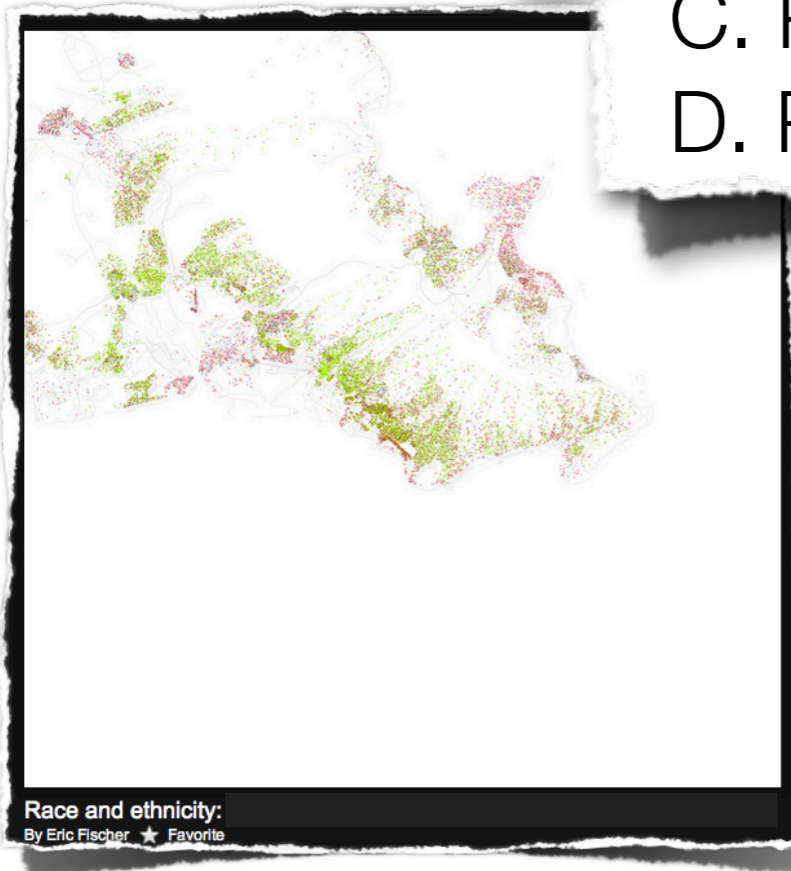 C.
D.
Race and ethnicity:
By Eric Fischer ★ Favorite